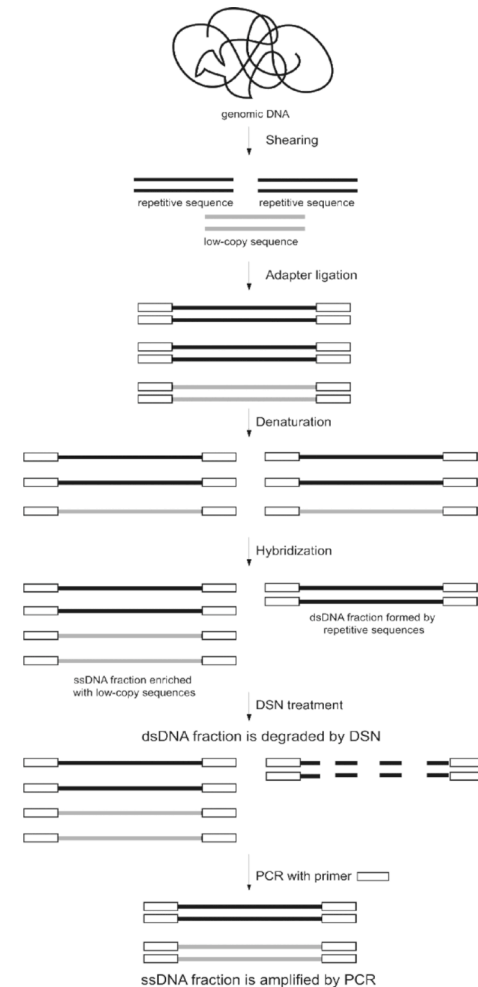 genomic DNA
Shearing
repetitive sequence
repetitive sequence
low-copy sequence
Adapter ligation
Denaturation
Hybridization
dsDNA fraction formed by
repetitive sequences
ssDNA fraction enriched
with low-copy sequences
DSN treatment
dsDNA fraction is degraded by DSN
PCR with primer
ssDNA fraction is amplified by PCR